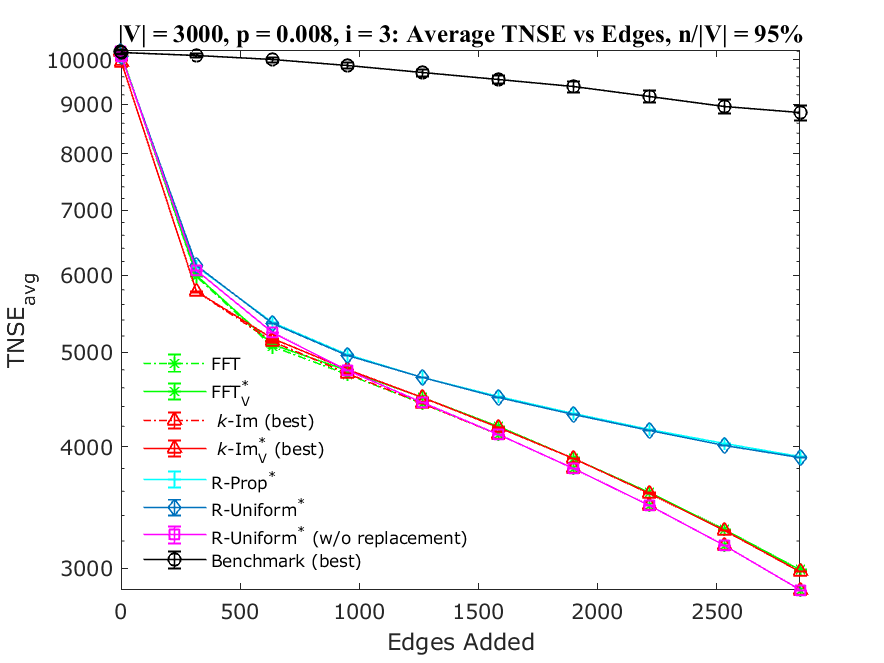 |V| = 3000, p = 0.008, i = 3: Average TNSE vs Edges, n/|V| = 95%
10000
9000
8000
7000
6000
5000
4000
3000
TNSE_avg
FFT
FFT*_V
k-Im (best)
k-Im*_V (best)
R-Prop*
R-Uniform*
R-Uniform* (w/o replacement)
Benchmark (best)
0 500 1000 1500 2000 2500
Edges Added